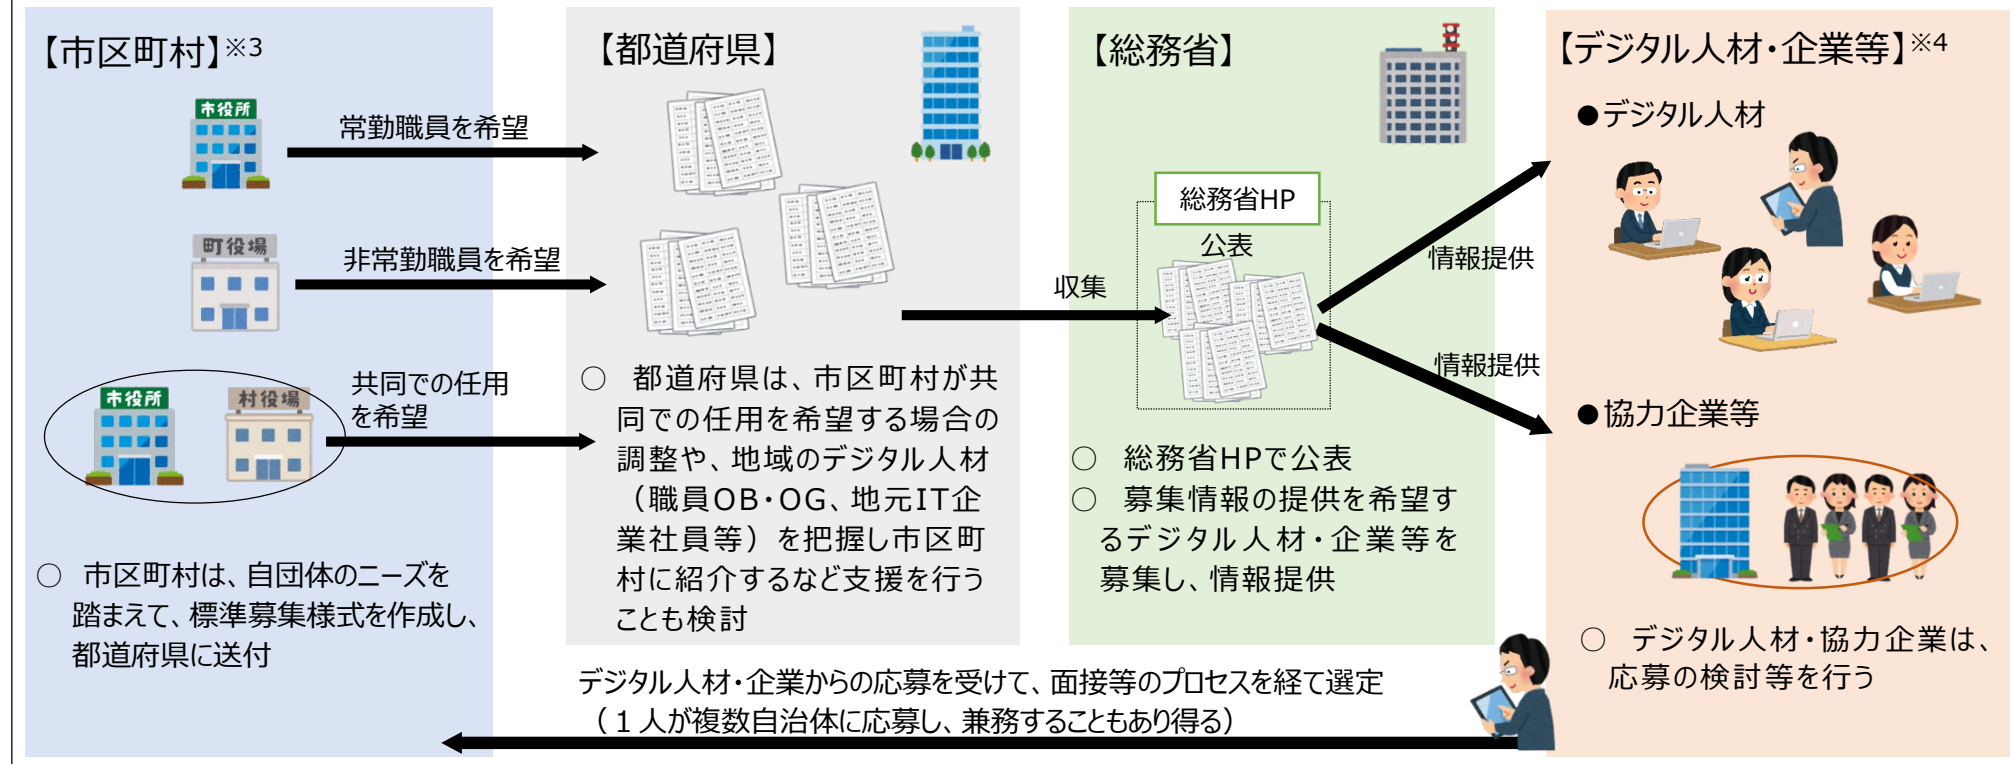 【市区町村】※3
市役所
常勤職員を希望
町役場
非常勤職員を希望
市役所
村役場
共同での任用
を希望
○ 市区町村は、自団体のニーズを
踏まえて、標準募集様式を作成し、
都道府県に送付
【都道府県】
○ 都道府県は、市区町村が共
同での任用を希望する場合の
調整や、地域のデジタル人材
（職員OB・OG、地元IT企
業社員等）を把握し市区町
村に紹介するなど支援を行う
ことも検討
収集
【総務省】
総務省HP
公表
○ 総務省HPで公表
○ 募集情報の提供を希望す
るデジタル人材・企業等を
募集し、情報提供
情報提供
情報提供
【デジタル人材・企業等】※4
●デジタル人材
●協力企業等
○ デジタル人材・協力企業は、
応募の検討等を行う
デジタル人材・企業からの応募を受けて、面接等のプロセスを経て選定
（１人が複数自治体に応募し、兼務することもあり得る）